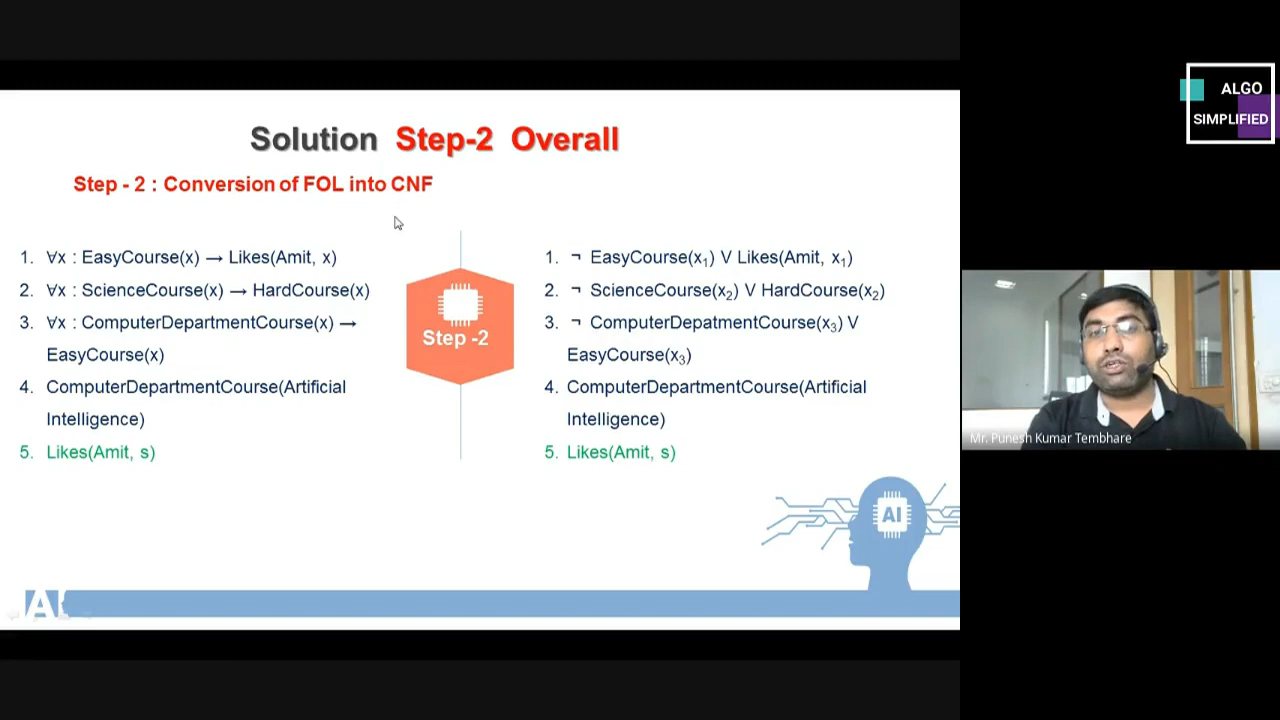 ALGO
SIMPLIFIED
Solution Step-2 Overall
Step - 2 : Conversion of FOL into CNF
1. ∀x : EasyCourse(x) → Likes(Amit, x)
2. ∀x : ScienceCourse(x) → HardCourse(x)
3. ∀x : ComputerDepartmentCourse(x) →
EasyCourse(x)
4. ComputerDepartmentCourse(Artificial
Intelligence)
5. Likes(Amit, s)
Step -2
1. ¬ EasyCourse(x₁) V Likes(Amit, x₁)
2. ¬ ScienceCourse(x₂) V HardCourse(x₂)
3. ¬ ComputerDepatmentCourse(x₃) V
EasyCourse(x₃)
4. ComputerDepartmentCourse(Artificial
Intelligence)
5. Likes(Amit, s)
Mr. Punesh Kumar Tembhare
AI